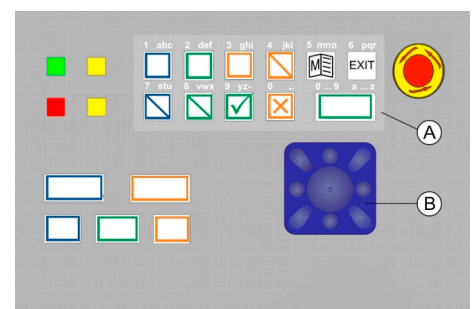 1 abc 2 def 3 ghi 4 jkl 5 mno 6 pqr
M EXIT
7 stu 8 vwx 9 yz- 0 .. 0 ... 9 a ... z
A
B